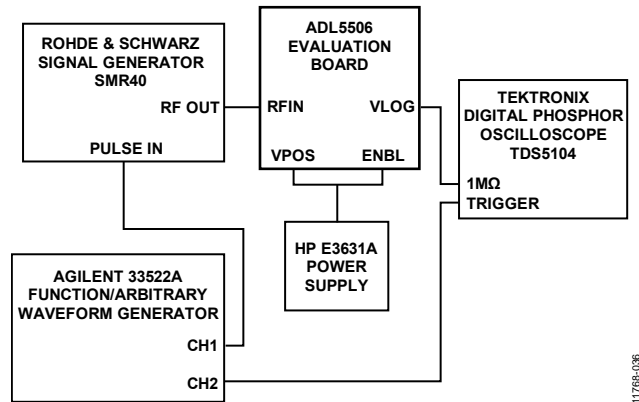 ROHDE & SCHWARZ
SIGNAL GENERATOR
SMR40
RF OUT
PULSE IN
ADL5506
EVALUATION
BOARD
RFIN
VLOG
VPOS
ENBL
TEKTRONIX
DIGITAL PHOSPHOR
OSCILLOSCOPE
TDS5104
1MΩ
TRIGGER
HP E3631A
POWER
SUPPLY
AGILENT 33522A
FUNCTION/ARBITRARY
WAVEFORM GENERATOR
CH1
CH2
11768-036